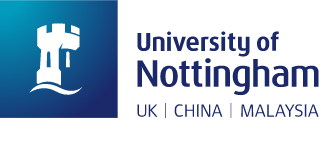 University of
Nottingham
UK | CHINA | MALAYSIA